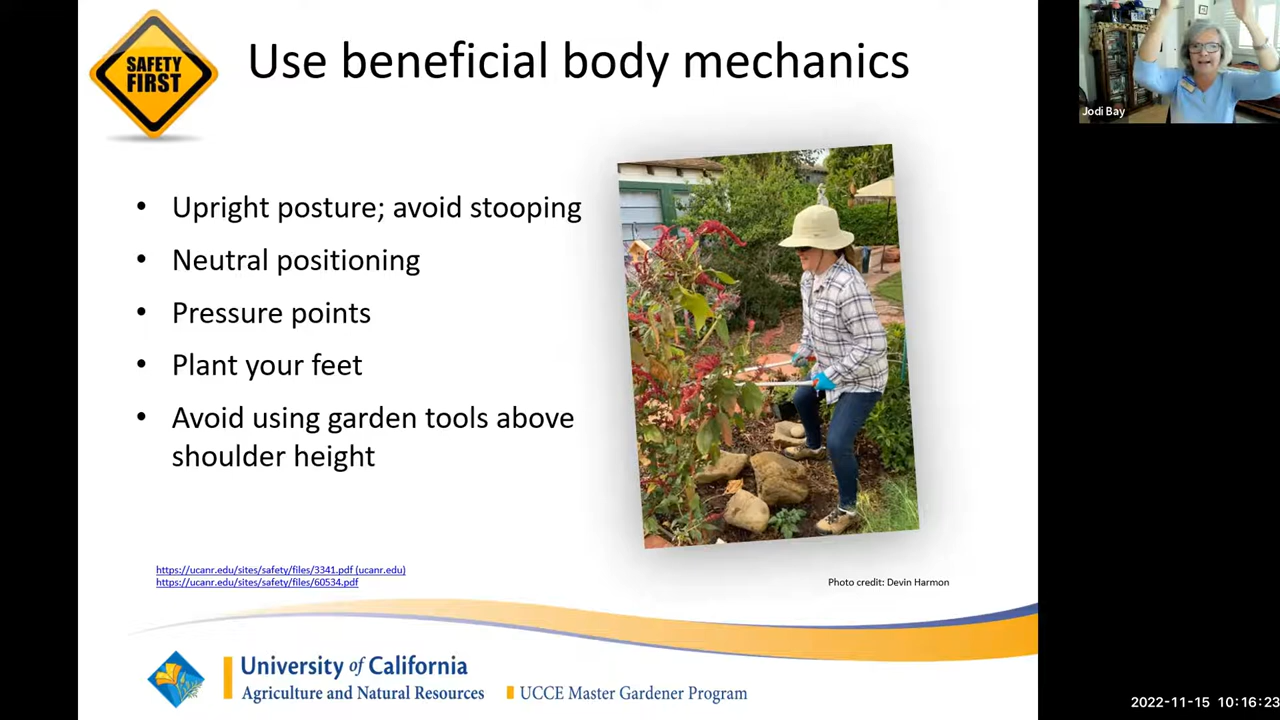 SAFETY
FIRST
Use beneficial body mechanics
Jodi Bay
• Upright posture; avoid stooping
• Neutral positioning
• Pressure points
• Plant your feet
• Avoid using garden tools above
shoulder height
https://ucanr.edu/sites/safety/files/3341.pdf (ucanr.edu)
https://ucanr.edu/sites/safety/files/60534.pdf
Photo credit: Devin Harmon
University of California
Agriculture and Natural Resources
UCCE Master Gardener Program
2022-11-15 10:16:23